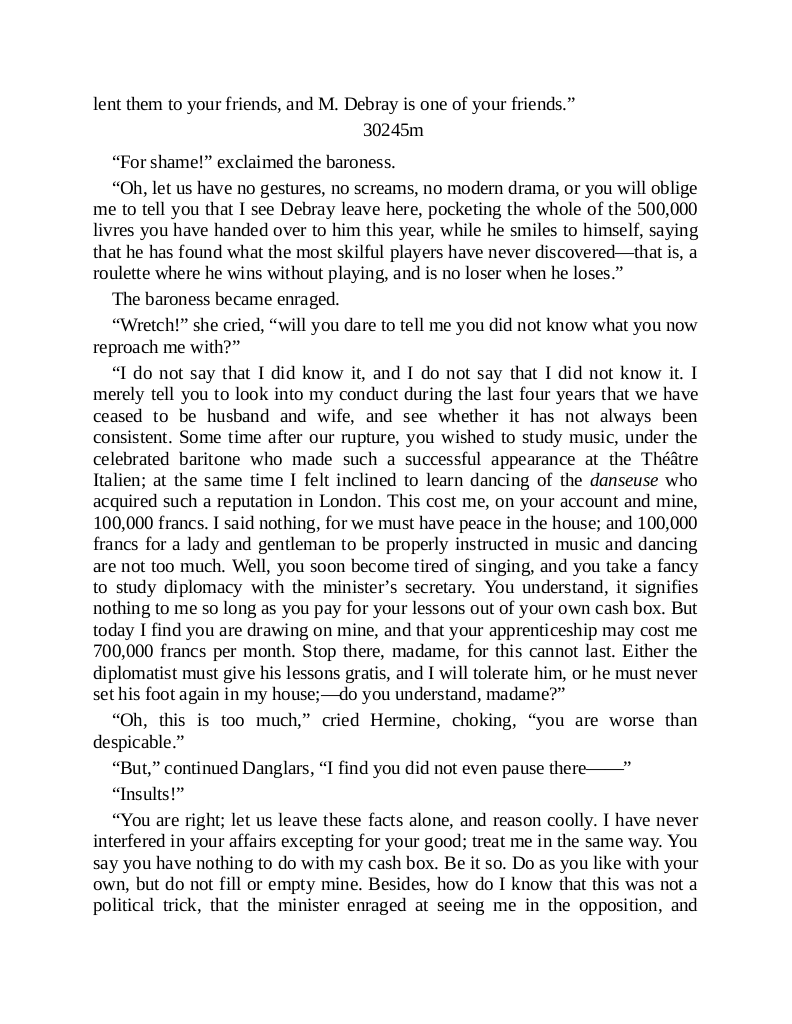 lent them to your friends, and M. Debray is one of your friends.”
30245m
“For shame!” exclaimed the baroness.
“Oh, let us have no gestures, no screams, no modern drama, or you will oblige
me to tell you that I see Debray leave here, pocketing the whole of the 500,000
livres you have handed over to him this year, while he smiles to himself, saying
that he has found what the most skilful players have never discovered—that is, a
roulette where he wins without playing, and is no loser when he loses.”
The baroness became enraged.
“Wretch!” she cried, “will you dare to tell me you did not know what you now
reproach me with?”
“I do not say that I did know it, and I do not say that I did not know it. I
merely tell you to look into my conduct during the last four years that we have
ceased to be husband and wife, and see whether it has not always been
consistent. Some time after our rupture, you wished to study music, under the
celebrated baritone who made such a successful appearance at the Théâtre
Italien; at the same time I felt inclined to learn dancing of the danseuse who
acquired such a reputation in London. This cost me, on your account and mine,
100,000 francs. I said nothing, for we must have peace in the house; and 100,000
francs for a lady and gentleman to be properly instructed in music and dancing
are not too much. Well, you soon become tired of singing, and you take a fancy
to study diplomacy with the minister’s secretary. You understand, it signifies
nothing to me so long as you pay for your lessons out of your own cash box. But
today I find you are drawing on mine, and that your apprenticeship may cost me
700,000 francs per month. Stop there, madame, for this cannot last. Either the
diplomatist must give his lessons gratis, and I will tolerate him, or he must never
set his foot again in my house;—do you understand, madame?”
“Oh, this is too much,” cried Hermine, choking, “you are worse than
despicable.”
“But,” continued Danglars, “I find you did not even pause there——”
“Insults!”
“You are right; let us leave these facts alone, and reason coolly. I have never
interfered in your affairs excepting for your good; treat me in the same way. You
say you have nothing to do with my cash box. Be it so. Do as you like with your
own, but do not fill or empty mine. Besides, how do I know that this was not a
political trick, that the minister enraged at seeing me in the opposition, and